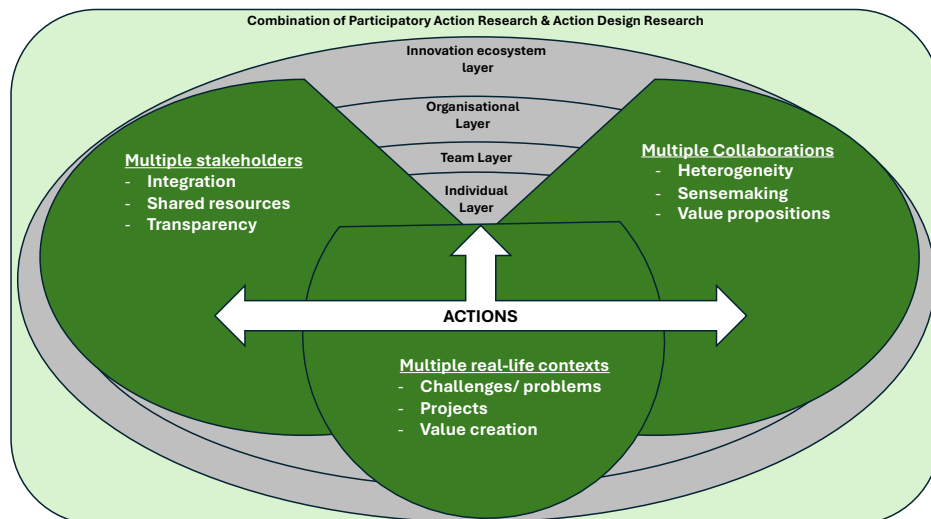 Combination of Participatory Action Research & Action Design Research
Innovation ecosystem
layer
Organisational
Layer
Team Layer
Individual
Layer
Multiple stakeholders
- Integration
- Shared resources
- Transparency
Multiple Collaborations
- Heterogeneity
- Sensemaking
- Value propositions
ACTIONS
Multiple real-life contexts
- Challenges/ problems
- Projects
- Value creation